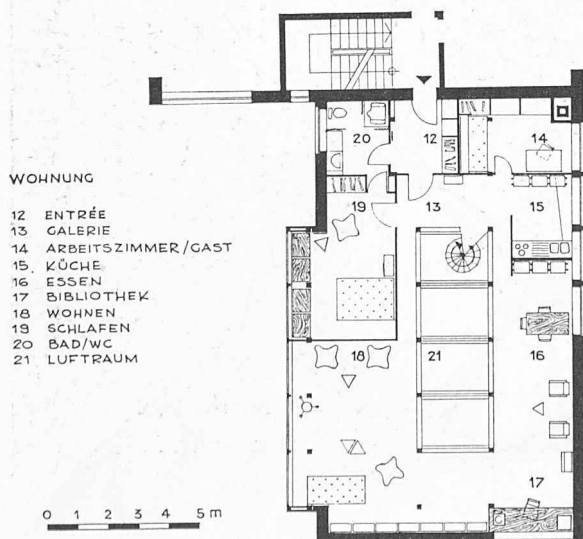 WOHNUNG
12 ENTRÉE
13 GALERIE
14 ARBEITSZIMMER/GAST
15. KÜCHE
16 ESSEN
17 BIBLIOTHEK
18 WOHNEN
19 SCHLAFEN
20 BAD/WC
21 LUFTRAUM
20
12
14
19
13
15
18
21
16
17
0 1 2 3 4 5 m